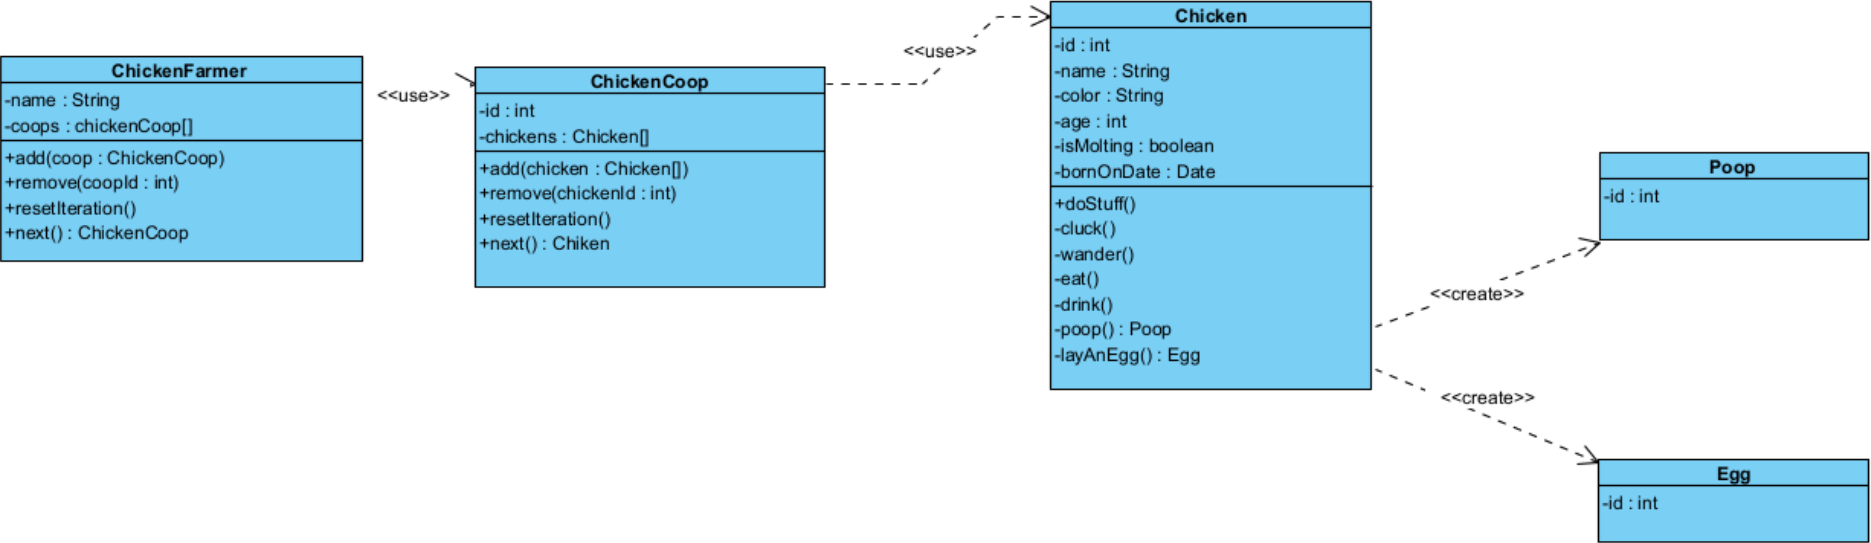 ChickenFarmer
-name : String
-coops : chickenCoop[]
+add(coop : ChickenCoop)
+remove(coopId : int)
+resetIteration()
+next() : ChickenCoop
<<use>>
ChickenCoop
-id : int
-chickens : Chicken[]
+add(chicken : Chicken[])
+remove(chickenId : int)
+resetIteration()
+next() : Chiken
<<use>>
Chicken
-id : int
-name : String
-color : String
-age : int
-isMolting : boolean
-bornOnDate : Date
+doStuff()
-cluck()
-wander()
-eat()
-drink()
-poop() : Poop
-layAnEgg() : Egg
<<create>>
Poop
-id : int
<<create>>
Egg
-id : int